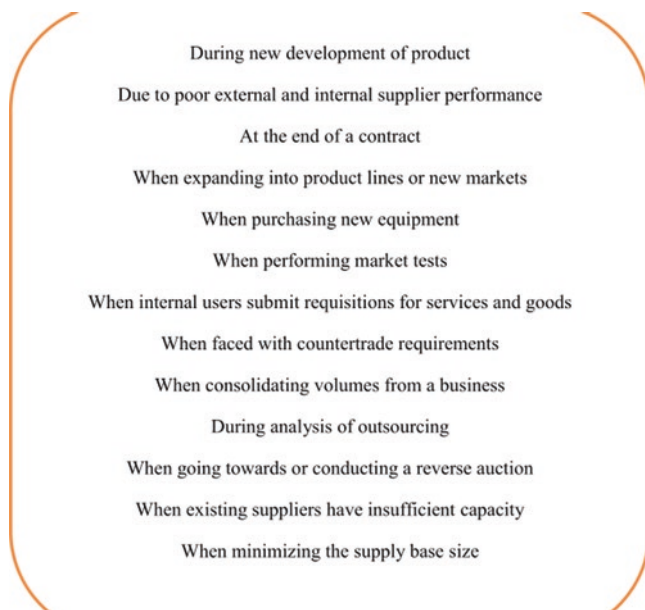 During new development of product
Due to poor external and internal supplier performance
At the end of a contract
When expanding into product lines or new markets
When purchasing new equipment
When performing market tests
When internal users submit requisitions for services and goods
When faced with countertrade requirements
When consolidating volumes from a business
During analysis of outsourcing
When going towards or conducting a reverse auction
When existing suppliers have insufficient capacity
When minimizing the supply base size